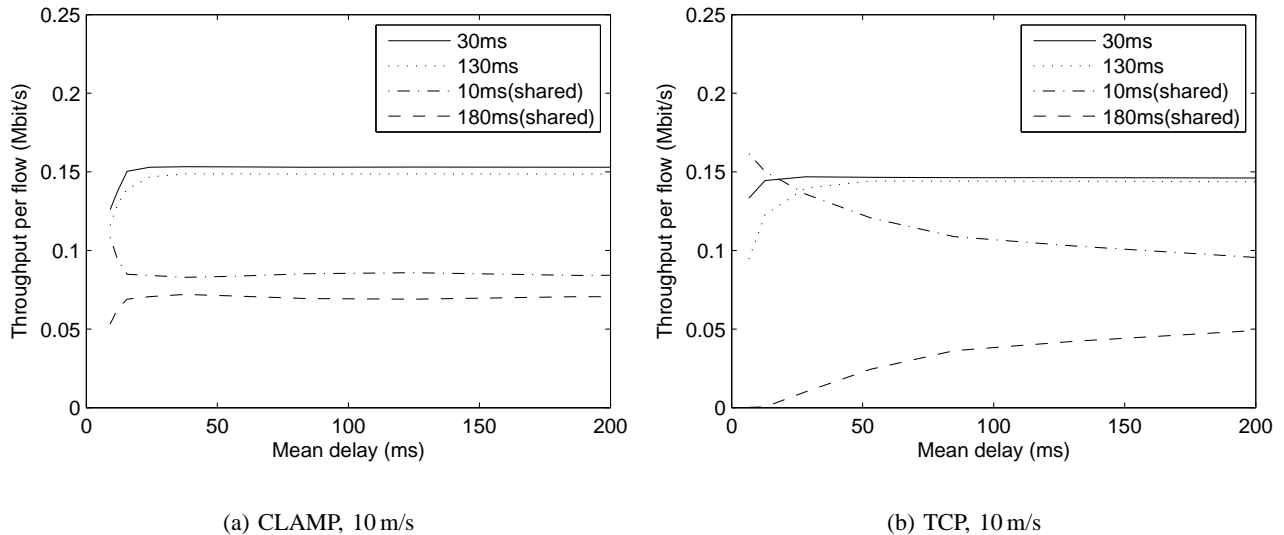 0.25
0.2
0.15
0.1
0.05
0
0
50
100
150
200
Throughput per flow (Mbit/s)
Mean delay (ms)
30ms
130ms
10ms(shared)
180ms(shared)
(a) CLAMP, 10 m/s
0.25
0.2
0.15
0.1
0.05
0
0
50
100
150
200
Throughput per flow (Mbit/s)
Mean delay (ms)
30ms
130ms
10ms(shared)
180ms(shared)
(b) TCP, 10 m/s